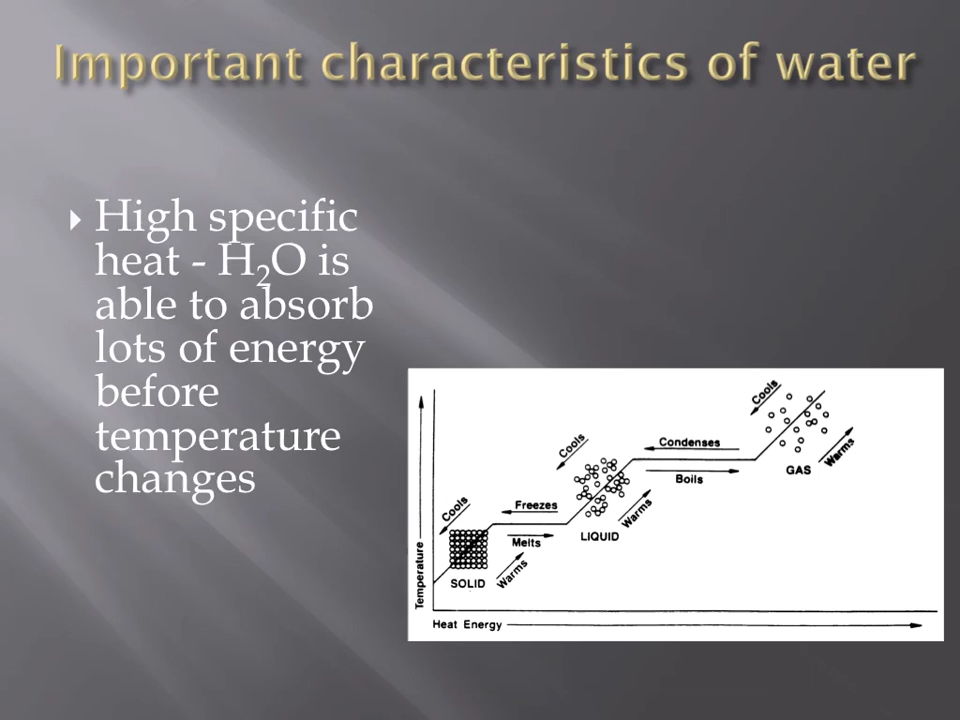 Important characteristics of water
High specific
heat - H₂O is
able to absorb
lots of energy
before
temperature
changes
Cools
Condenses
Boils
GAS
Warms
Cools
Freezes
Melts
LIQUID
Warms
Cools
SOLID
Warms
Temperature
Heat Energy